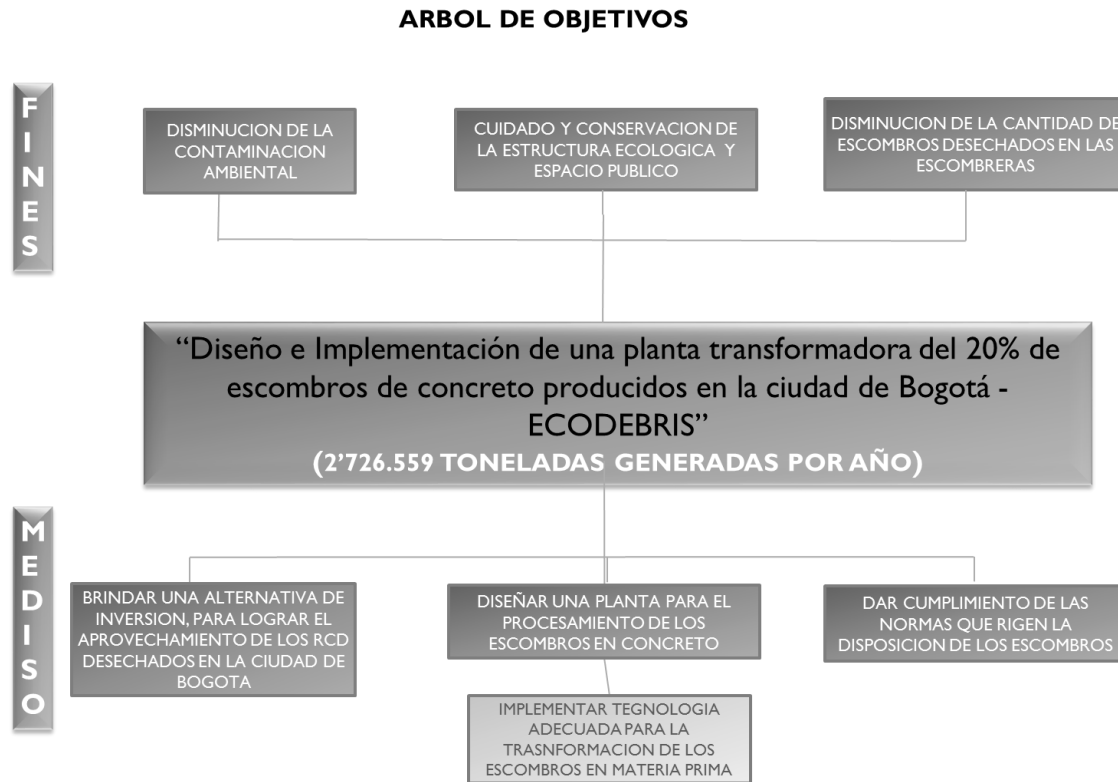 ARBOL DE OBJETIVOS
FINES
DISMINUCION DE LA
CONTAMINACION
AMBIENTAL
CUIDADO Y CONSERVACION DE
LA ESTRUCTURA ECOLOGICA Y
ESPACIO PUBLICO
DISMINUCION DE LA CANTIDAD DE
ESCOMBROS DESECHADOS EN LAS
ESCOMBRERAS
“Diseño e Implementación de una planta transformadora del 20% de
escombros de concreto producidos en la ciudad de Bogotá -
ECODEBRIS”
(2’726.559 TONELADAS GENERADAS POR AÑO)
MEDISO
BRINDAR UNA ALTERNATIVA DE
INVERSION, PARA LOGRAR EL
APROVECHAMIENTO DE LOS RCD
DESECHADOS EN LA CIUDAD DE
BOGOTA
DISEÑAR UNA PLANTA PARA EL
PROCESAMIENTO DE LOS
ESCOMBROS EN CONCRETO
DAR CUMPLIMIENTO DE LAS
NORMAS QUE RIGEN LA
DISPOSICION DE LOS ESCOMBROS
IMPLEMENTAR TEGNOLOGIA
ADECUADA PARA LA
TRASNFORMACION DE LOS
ESCOMBROS EN MATERIA PRIMA